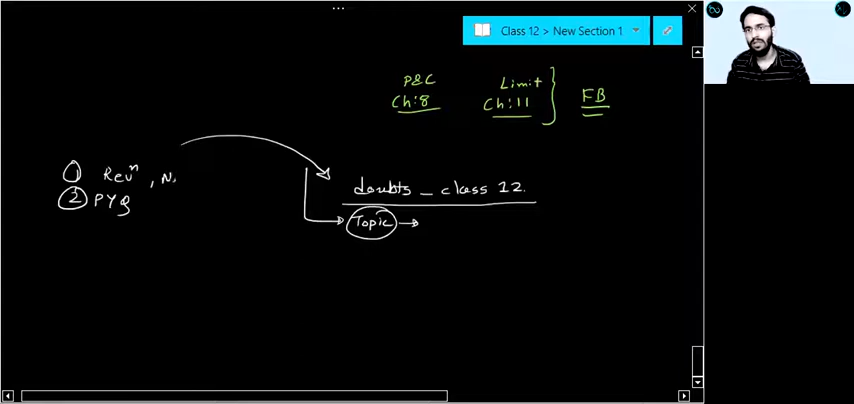 Class 12 > New Section 1
P&C
Ch:8
Limit
Ch:11
FB
① Revⁿ, N.
② PYQ
doubts – class 12.
Topic →